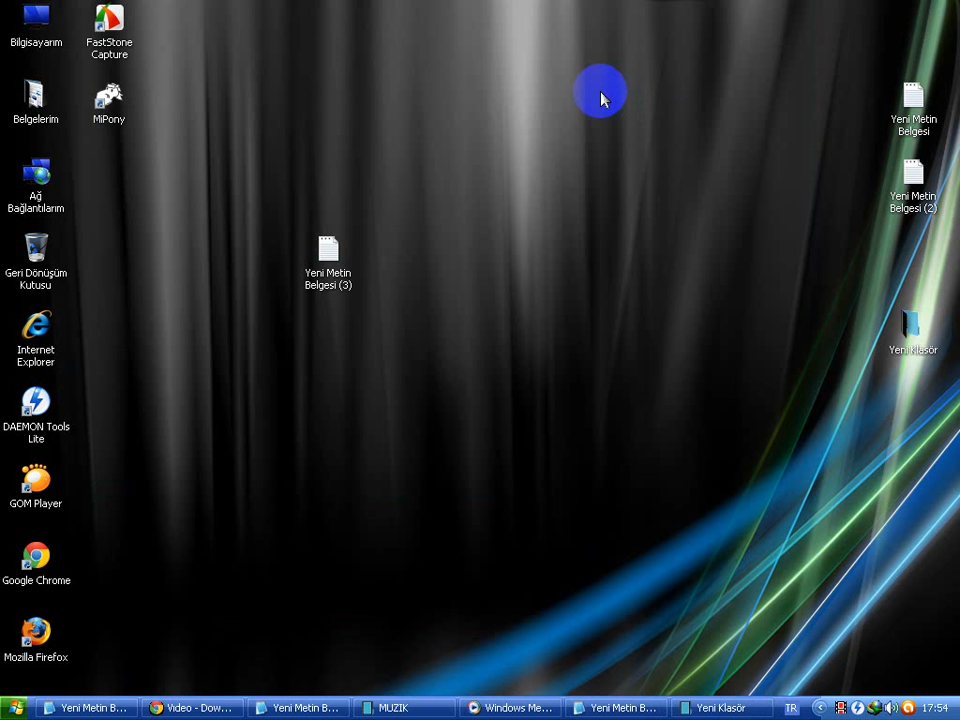 Bilgisayarım
FastStone
Capture
Belgelerim
MiPony
Ağ
Bağlantılarım
Geri Dönüşüm
Kutusu
Internet
Explorer
DAEMON Tools
Lite
GOM Player
Google Chrome
Mozilla Firefox
Yeni Metin
Belgesi (3)
Yeni Metin
Belgesi
Yeni Metin
Belgesi (2)
Yeni Klasör
Yeni Metin B...
Video - Dow...
Yeni Metin B...
MUZIK
Windows Me...
Yeni Metin B...
Yeni Klasör
TR
17:54